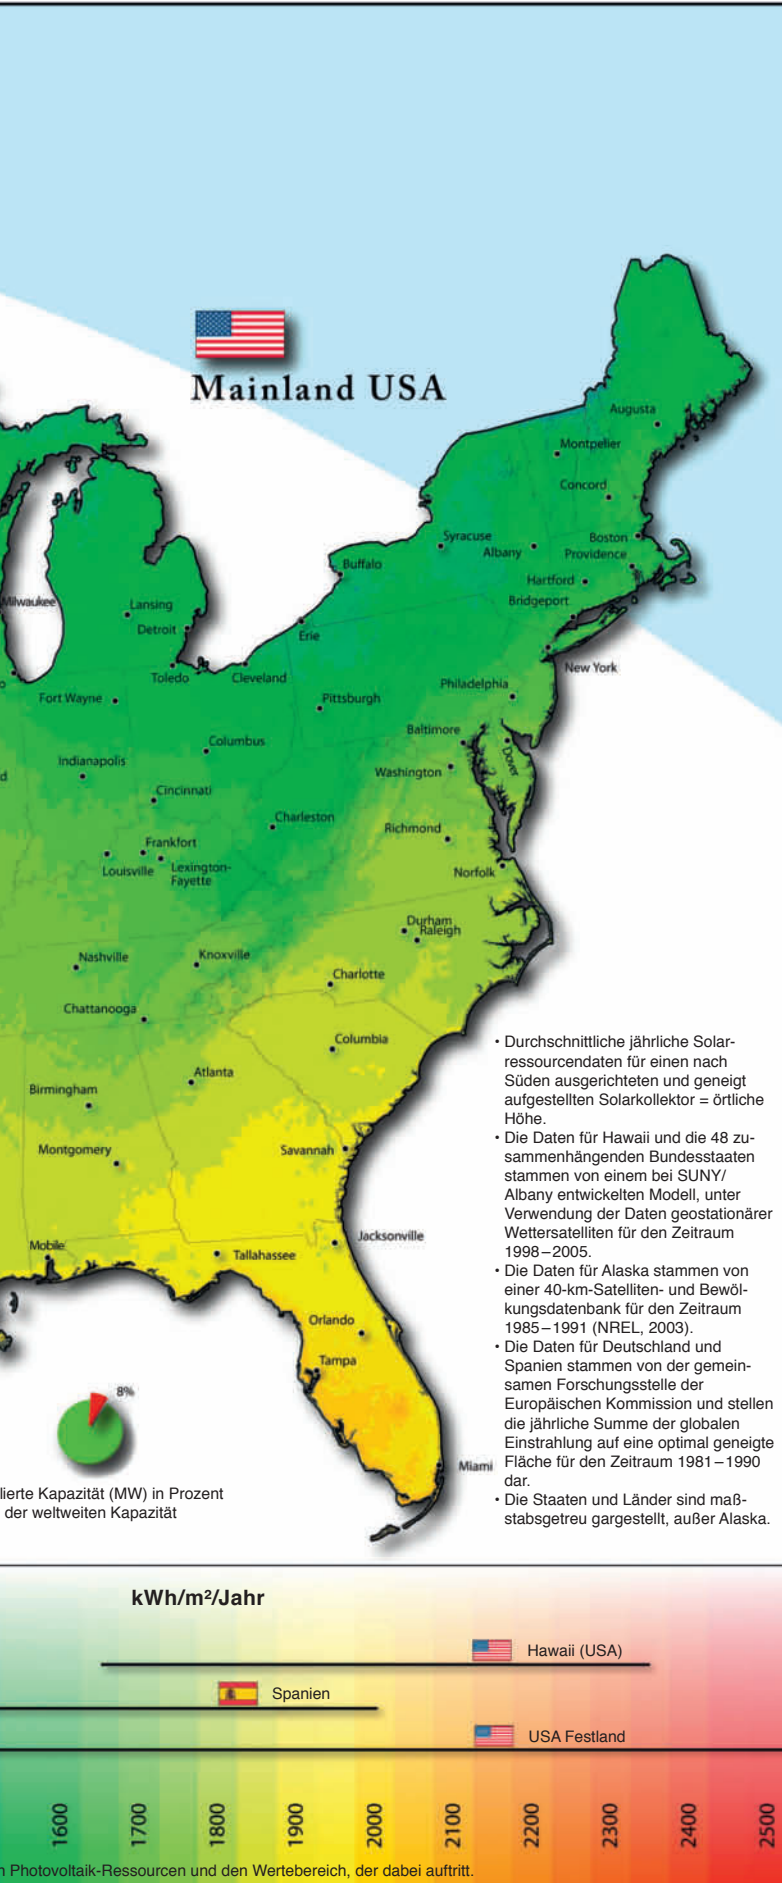 Mainland USA
Augusta
Montpelier
Concord
Syracuse
Boston
Albany
Providence
Buffalo
Hartford
Milwaukee
Lansing
Bridgeport
Detroit
Erie
New York
Toledo
Cleveland
Philadelphia
Fort Wayne
Pittsburgh
Baltimore
Columbus
Dover
Indianapolis
Washington
Cincinnati
Charleston
Richmond
Frankfort
Louisville
Lexington-
Fayette
Norfolk
Durham
Raleigh
Nashville
Knoxville
Charlotte
Chattanooga
Columbia
Atlanta
Birmingham
Montgomery
Savannah
Jacksonville
Mobile
Tallahassee
Orlando
Tampa
Miami
8%
lierte Kapazität (MW) in Prozent
der weltweiten Kapazität
• Durchschnittliche jährliche Solar-
ressourcendaten für einen nach
Süden ausgerichteten und geneigt
aufgestellten Solarkollektor = örtliche
Höhe.
• Die Daten für Hawaii und die 48 zu-
sammenhängenden Bundesstaaten
stammen von einem bei SUNY/
Albany entwickelten Modell, unter
Verwendung der Daten geostationärer
Wettersatelliten für den Zeitraum
1998–2005.
• Die Daten für Alaska stammen von
einer 40-km-Satelliten- und Bewöl-
kungsdatenbank für den Zeitraum
1985–1991 (NREL, 2003).
• Die Daten für Deutschland und
Spanien stammen von der gemein-
samen Forschungsstelle der
Europäischen Kommission und stellen
die jährliche Summe der globalen
Einstrahlung auf eine optimal geneigte
Fläche für den Zeitraum 1981–1990
dar.
• Die Staaten und Länder sind maß-
stabsgetreu gargestellt, außer Alaska.
kWh/m²/Jahr
Hawaii (USA)
Spanien
USA Festland
1600
1700
1800
1900
2000
2100
2200
2300
2400
2500
n Photovoltaik-Ressourcen und den Wertebereich, der dabei auftritt.